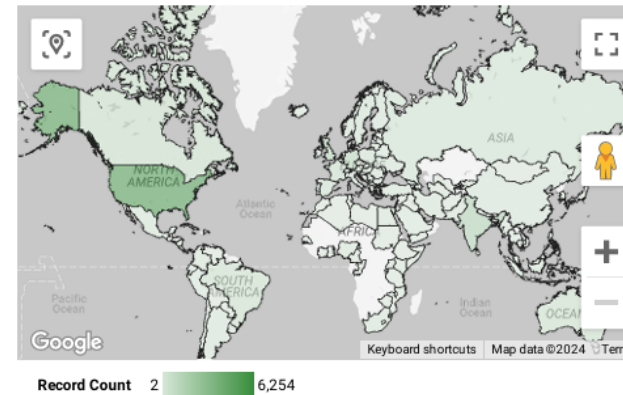 ASIA
NORTH
AMERICA
Atlantic
Ocean
AFRICA
SOUTH
AMERICA
Pacific
Ocean
Indian
Ocean
OCEAN
Google
Keyboard shortcuts
Map data ©2024
Term
Record Count 2 6,254